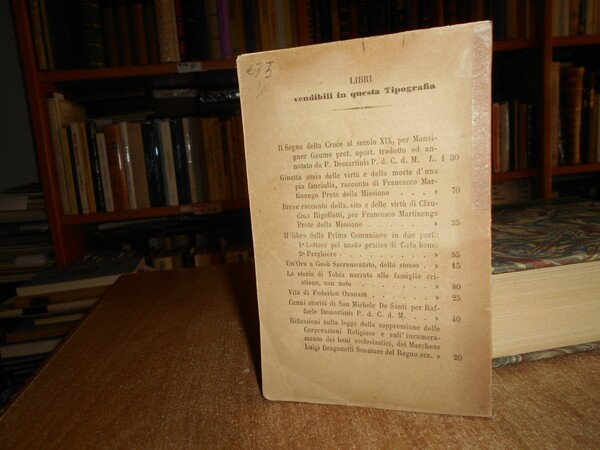 LIBRI
vendibili in questa Tipografia
Il Segno della Croce al secolo XIX, per Monsi-
gnor Gaume pret. apost. tradotto ed an-
notato da P. Demartinis P. d. C. d. M. L. 1 30
Ginetta ossia delle virtù e della morte d'una
pia fanciulla, racconto di Francesco Mar-
tinengo Prete della Missione . . . » 70
Breve racconto della vita e delle virtù di Clau-
dina Bigollotti, per Francesco Martinengo
Prete della Missione . . . . » 35
Il libro della Prima Comunione in due parti:
1ª Lettere pel modo pratico di farla bene:
2ª Preghiere . . . . . . » 55
Un'Ora a Gesù Sacramentato, dello stesso . » 15
La storia di Tobia narrata alle famiglie cri-
stiane, con note . . . . . » 80
Vita di Federico Ozanam . . . . » 25
Cenni storici di San Michele De Santi per Raf-
faele Demartinis P. d. C. d. M. . . . » 40
Riflessioni sulla legge della soppressione delle
Corporazioni Religiose e sull'incamera-
mento dei beni ecclesiastici, del Marchese
Luigi Dragonetti Senatore del Regno ecc. » 20